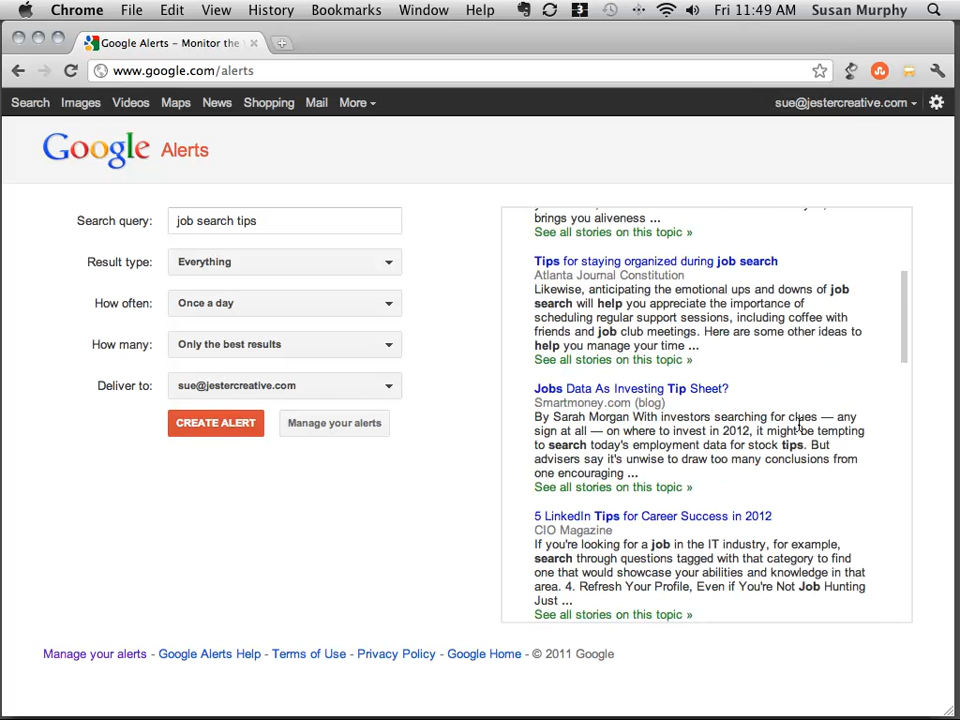 Chrome File Edit View History Bookmarks Window Help 3 Fri 11:49 AM Susan Murphy
Google Alerts – Monitor the
www.google.com/alerts
Search Images Videos Maps News Shopping Mail More sue@jestercreative.com
Google Alerts
Search query: job search tips
Result type: Everything
How often: Once a day
How many: Only the best results
Deliver to: sue@jestercreative.com
CREATE ALERT Manage your alerts
brings you aliveness ...
See all stories on this topic »
Tips for staying organized during job search
Atlanta Journal Constitution
Likewise, anticipating the emotional ups and downs of job
search will help you appreciate the importance of
scheduling regular support sessions, including coffee with
friends and job club meetings. Here are some other ideas to
help you manage your time ...
See all stories on this topic »
Jobs Data As Investing Tip Sheet?
Smartmoney.com (blog)
By Sarah Morgan With investors searching for clues — any
sign at all — on where to invest in 2012, it might be tempting
to search today's employment data for stock tips. But
advisers say it's unwise to draw too many conclusions from
one encouraging ...
See all stories on this topic »
5 LinkedIn Tips for Career Success in 2012
CIO Magazine
If you're looking for a job in the IT industry, for example,
search through questions tagged with that category to find
one that would showcase your abilities and knowledge in that
area. 4. Refresh Your Profile, Even if You're Not Job Hunting
Just ...
See all stories on this topic »
Manage your alerts - Google Alerts Help - Terms of Use - Privacy Policy - Google Home - © 2011 Google